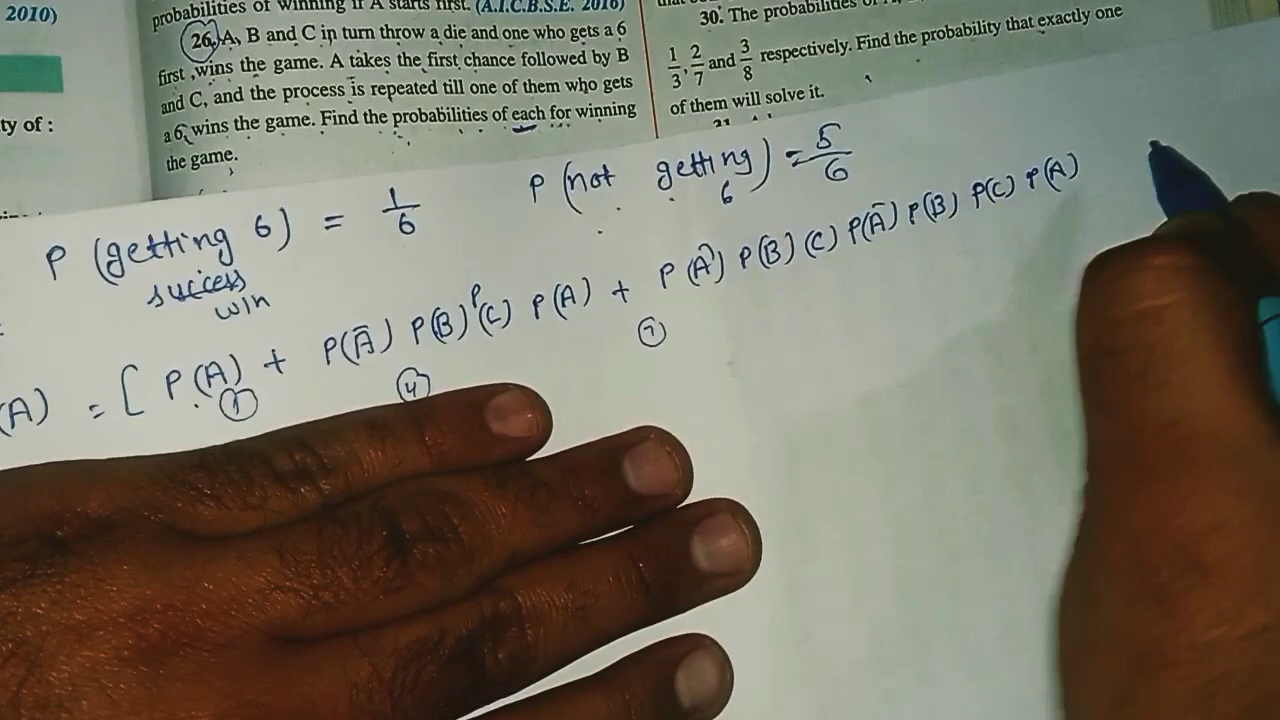 2010)
ty of :
probabilities of winning if A starts first. (A.I.C.B.S.E. 2010)
26. A, B and C in turn throw a die and one who gets a 6
first ,wins the game. A takes the first chance followed by B
and C, and the process is repeated till one of them who gets
a 6, wins the game. Find the probabilities of each for winning
the game.
30. The probabilities of
1/3, 2/7 and 3/8 respectively. Find the probability that exactly one
of them will solve it.
P (getting 6) = 1/6
success
win
P (not getting 6) = 5/6
(A) = [ P(A) + P(Ā) P(B) P(C) P(A) + P(Ā) P(B) (C) P(Ā) P(B) P(C) P(A)
1 4 7